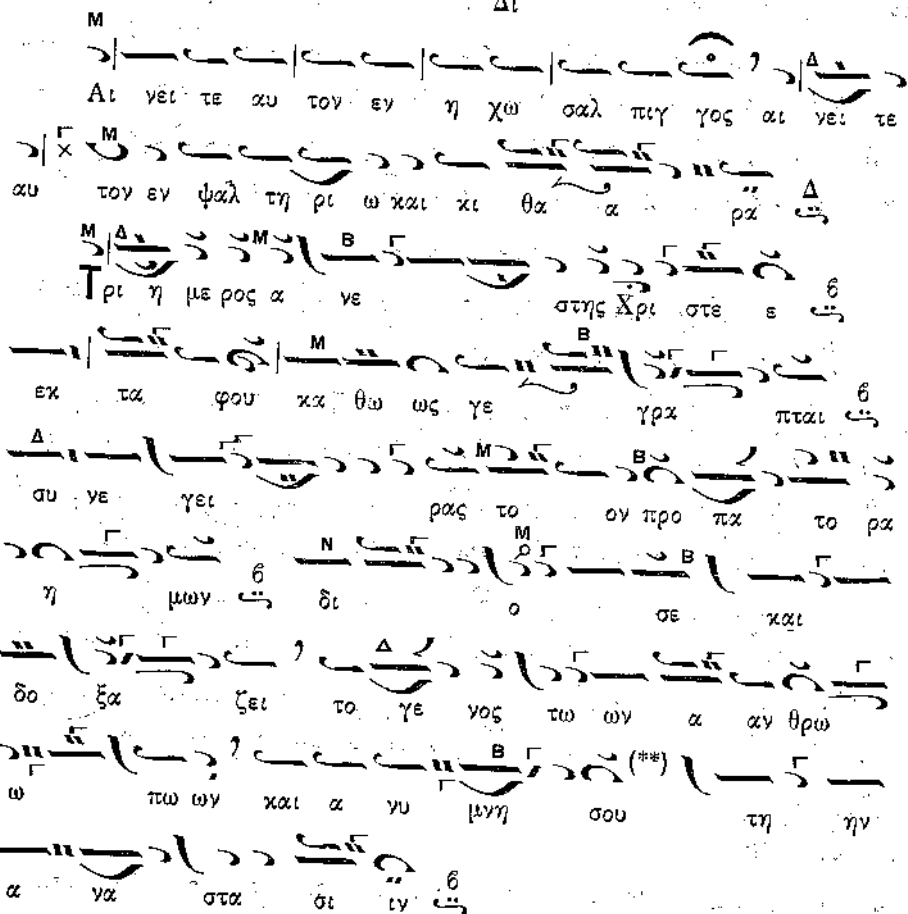 Δι
Αι νει τε αυ τον εν η χω σαλ πιγ γος αι νει τε
αυ τον εν ψαλ τη ρι ω και κι θα α ρα
Τρι η με ρος α νε στης Χρι στε ε
εκ τα φου κα θω ως γε γρα πται
συ νε γει ρας το ον προ πα το ρα
η μων δι ο σε και
δο ξα ζει το γε νος τω ων α αν θρω
ω πω ων και α νυ μνη σου (**) τη ην
α να στα σι ιν